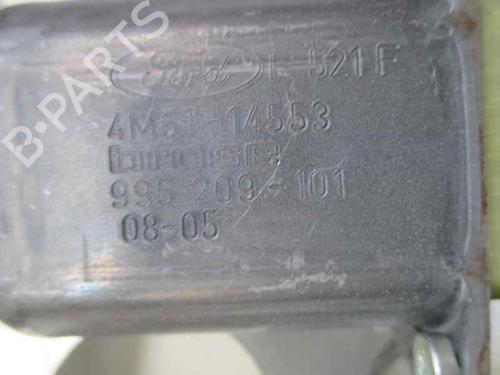 Ford L 521 F
4M51-14553
brose
995 209-101
08-05
L
B-PARTS